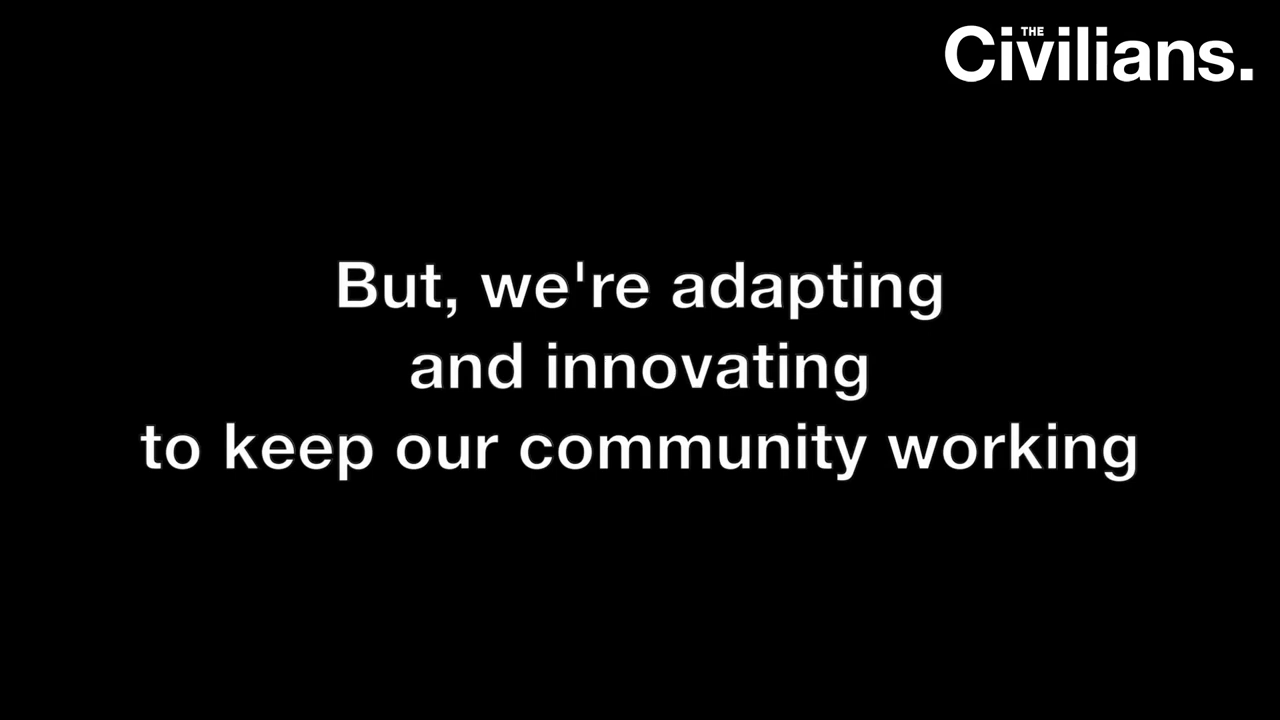 THE
Civilians.
But, we're adapting
and innovating
to keep our community working